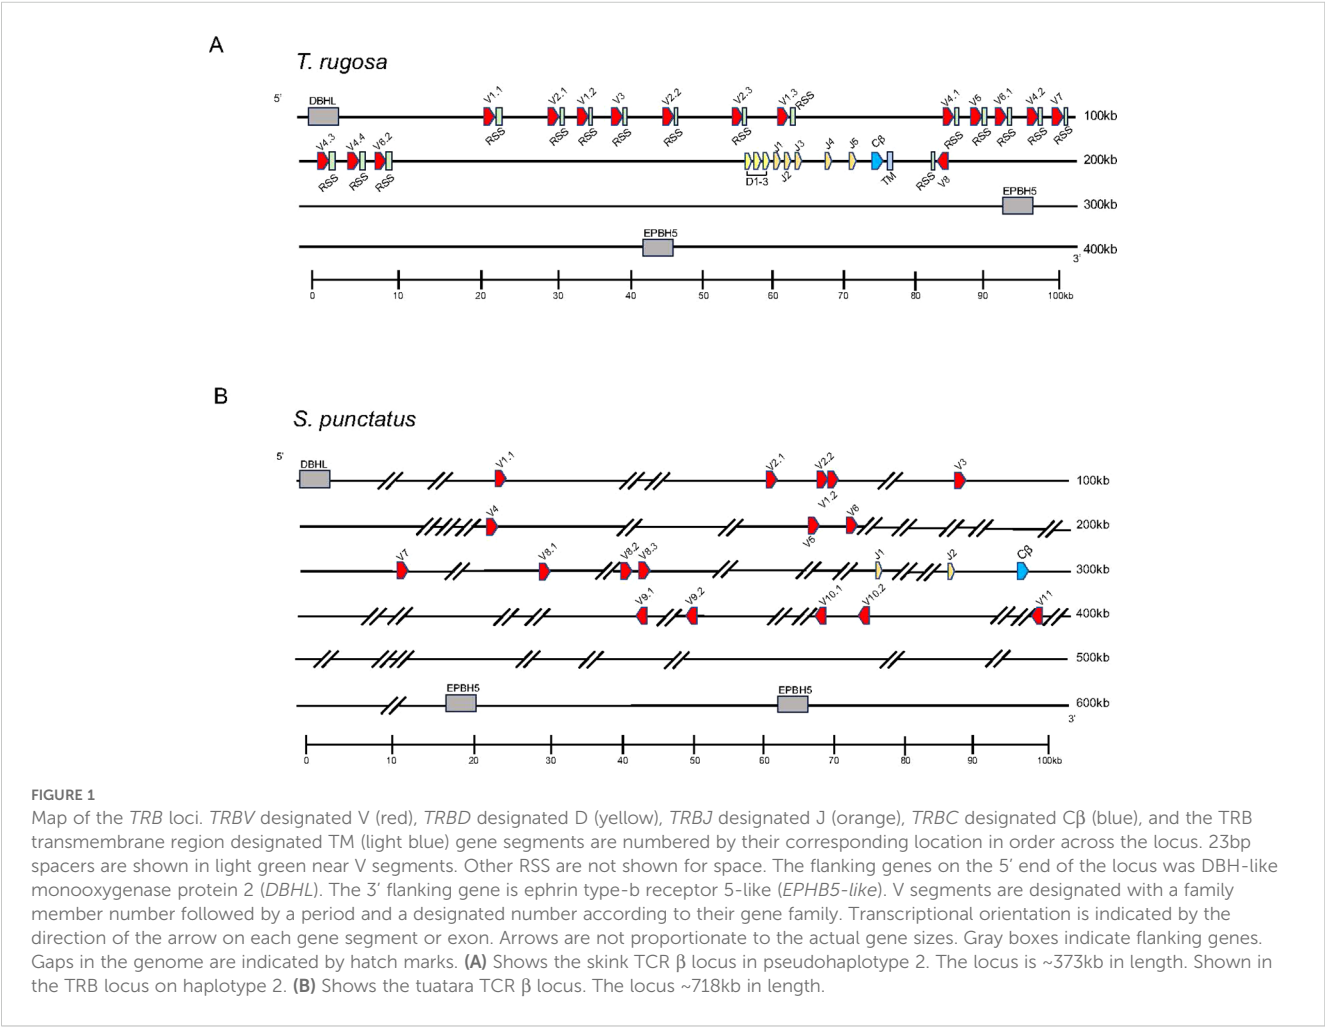 A
T. rugosa
5'
DBHL
V1.1
V2.1
V1.2
V3
V2.2
V2.3
V1.3
RSS
V4.1
V5
V6.1
V4.2
V7
100kb
RSS
RSS
RSS
RSS
RSS
RSS
RSS
RSS
RSS
RSS
RSS
V4.3
V4.4
V6.2
J1
J3
J4
J5
Cβ
200kb
RSS
RSS
RSS
D1-3
J2
TM
RSS
V8
EPBH5
300kb
EPBH5
400kb
3'
0 10 20 30 40 50 60 70 80 90 100kb
B
S. punctatus
5'
DBHL
V1.1
V2.1
V2.2
V3
100kb
V1.2
V4
V6
200kb
V5
V7
V8.1
V8.2
V8.3
J1
J2
Cβ
300kb
V9.1
V9.2
V10.1
V10.2
V11
400kb
500kb
EPBH5
EPBH5
600kb
3'
0 10 20 30 40 50 60 70 80 90 100kb
FIGURE 1
Map of the TRB loci. TRBV designated V (red), TRBD designated D (yellow), TRBJ designated J (orange), TRBC designated Cβ (blue), and the TRB
transmembrane region designated TM (light blue) gene segments are numbered by their corresponding location in order across the locus. 23bp
spacers are shown in light green near V segments. Other RSS are not shown for space. The flanking genes on the 5′ end of the locus was DBH-like
monooxygenase protein 2 (DBHL). The 3′ flanking gene is ephrin type-b receptor 5-like (EPHB5-like). V segments are designated with a family
member number followed by a period and a designated number according to their gene family. Transcriptional orientation is indicated by the
direction of the arrow on each gene segment or exon. Arrows are not proportionate to the actual gene sizes. Gray boxes indicate flanking genes.
Gaps in the genome are indicated by hatch marks. (A) Shows the skink TCR β locus in pseudohaplotype 2. The locus is ~373kb in length. Shown in
the TRB locus on haplotype 2. (B) Shows the tuatara TCR β locus. The locus ~718kb in length.